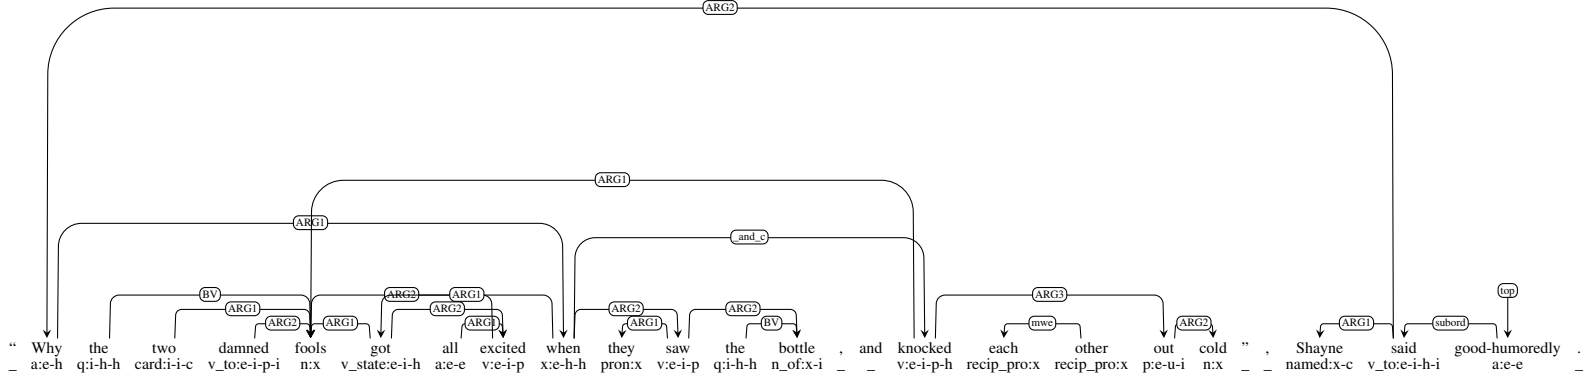 ARG2
ARG1
ARG1
_and_c
BV ARG2 ARG1 ARG3 top
ARG1 ARG2 ARG2 ARG2
ARG2 ARG1 ARG1 ARG1 BV mwe ARG2 ARG1 subord
“ Why the two damned fools got all excited when they saw the bottle , and knocked each other out cold ” , Shayne said good-humoredly .
_ a:e-h q:i-h-h card:i-i-c v_to:e-i-p-i n:x v_state:e-i-h a:e-e v:e-i-p x:e-h-h pron:x v:e-i-p q:i-h-h n_of:x-i _ _ v:e-i-p-h recip_pro:x recip_pro:x p:e-u-i n:x _ _ named:x-c v_to:e-i-h-i a:e-e _